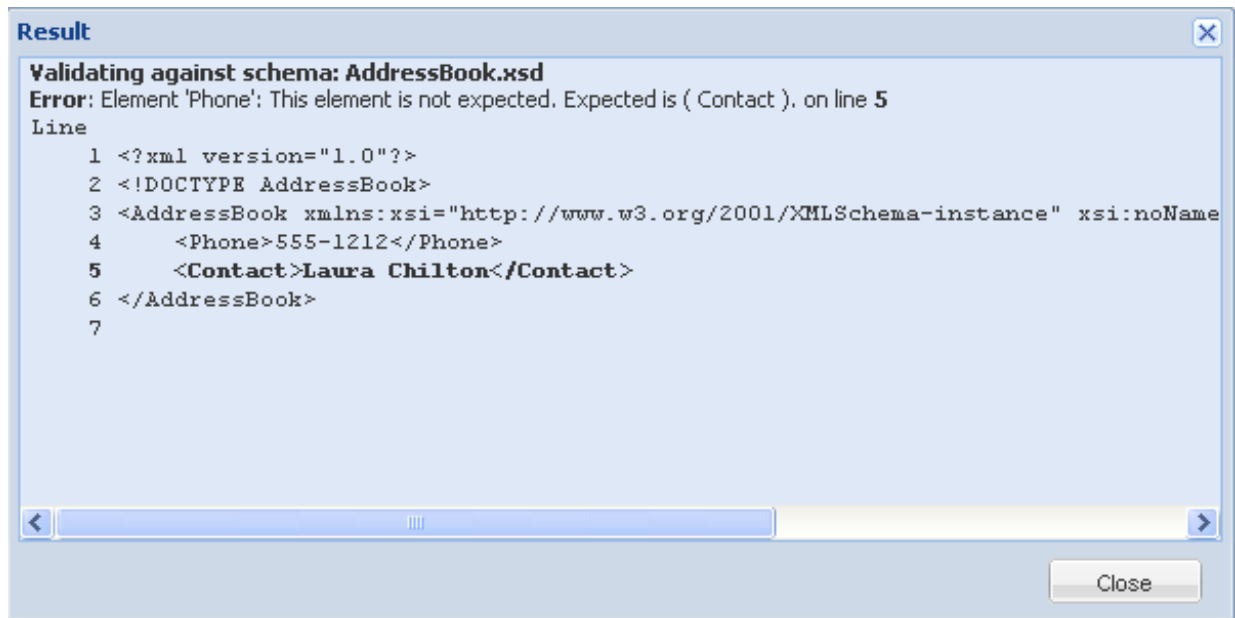 Result
Validating against schema: AddressBook.xsd
Error: Element 'Phone': This element is not expected. Expected is ( Contact ). on line 5
Line
1 <?xml version="1.0"?>
2 <!DOCTYPE AddressBook>
3 <AddressBook xmlns:xsi="http://www.w3.org/2001/XMLSchema-instance" xsi:noName
4     <Phone>555-1212</Phone>
5     <Contact>Laura Chilton</Contact>
6 </AddressBook>
7
Close